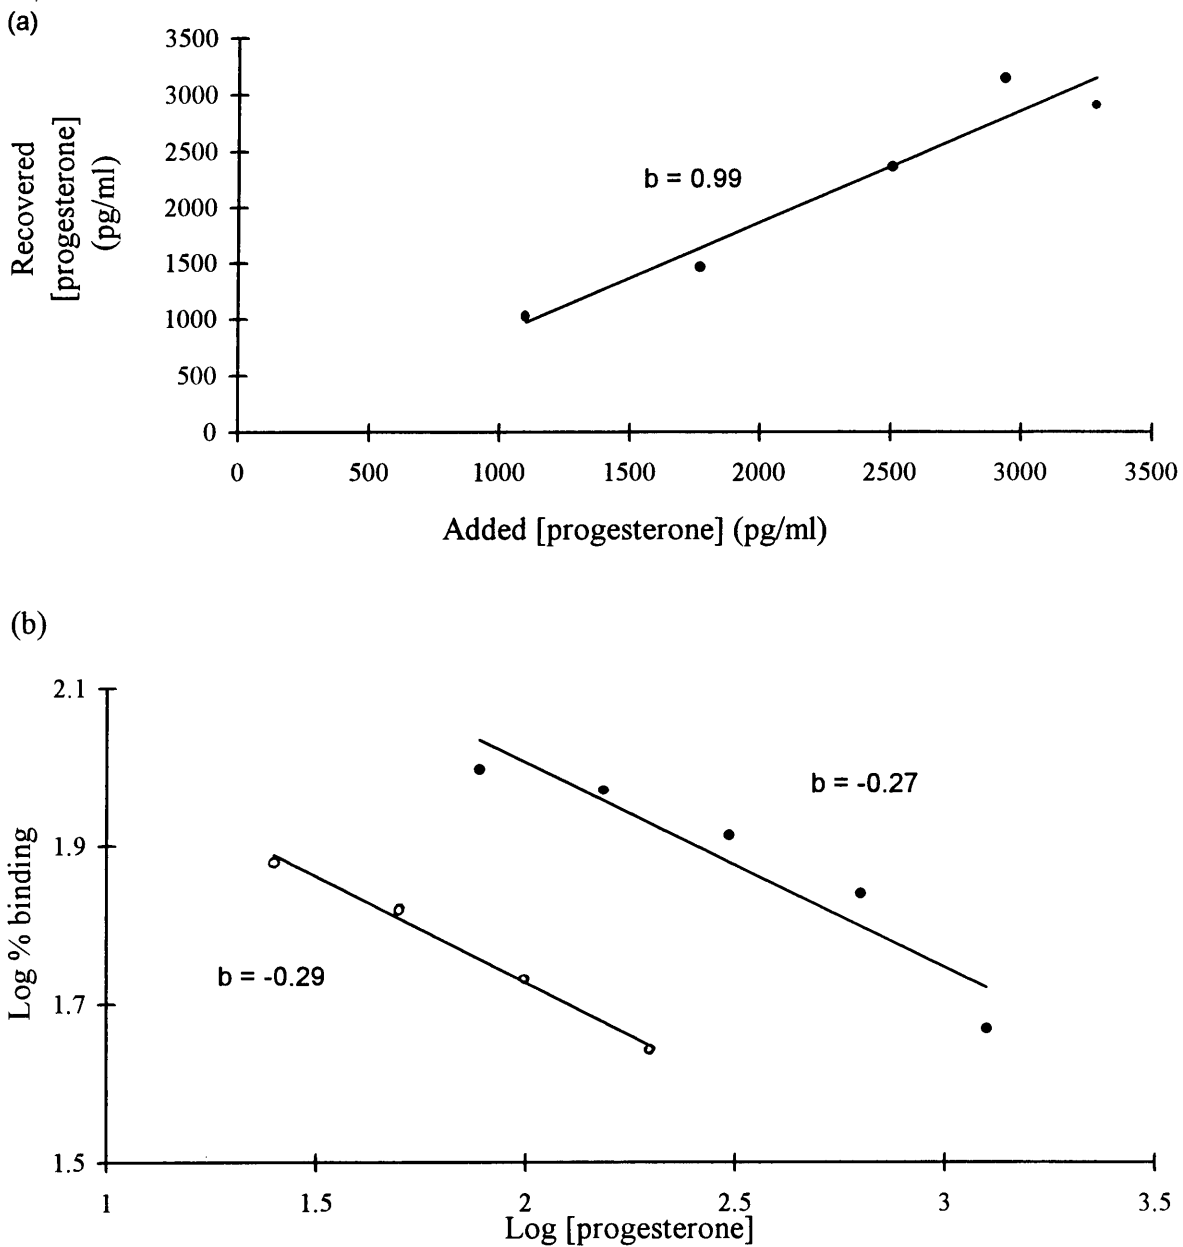 (a)
3500
3000
2500
2000
1500
1000
500
0
Recovered
[progesterone]
(pg/ml)
b = 0.99
0 500 1000 1500 2000 2500 3000 3500
Added [progesterone] (pg/ml)
(b)
2.1
1.9
1.7
1.5
Log % binding
b = -0.27
b = -0.29
1 1.5 2 2.5 3 3.5
Log [progesterone]